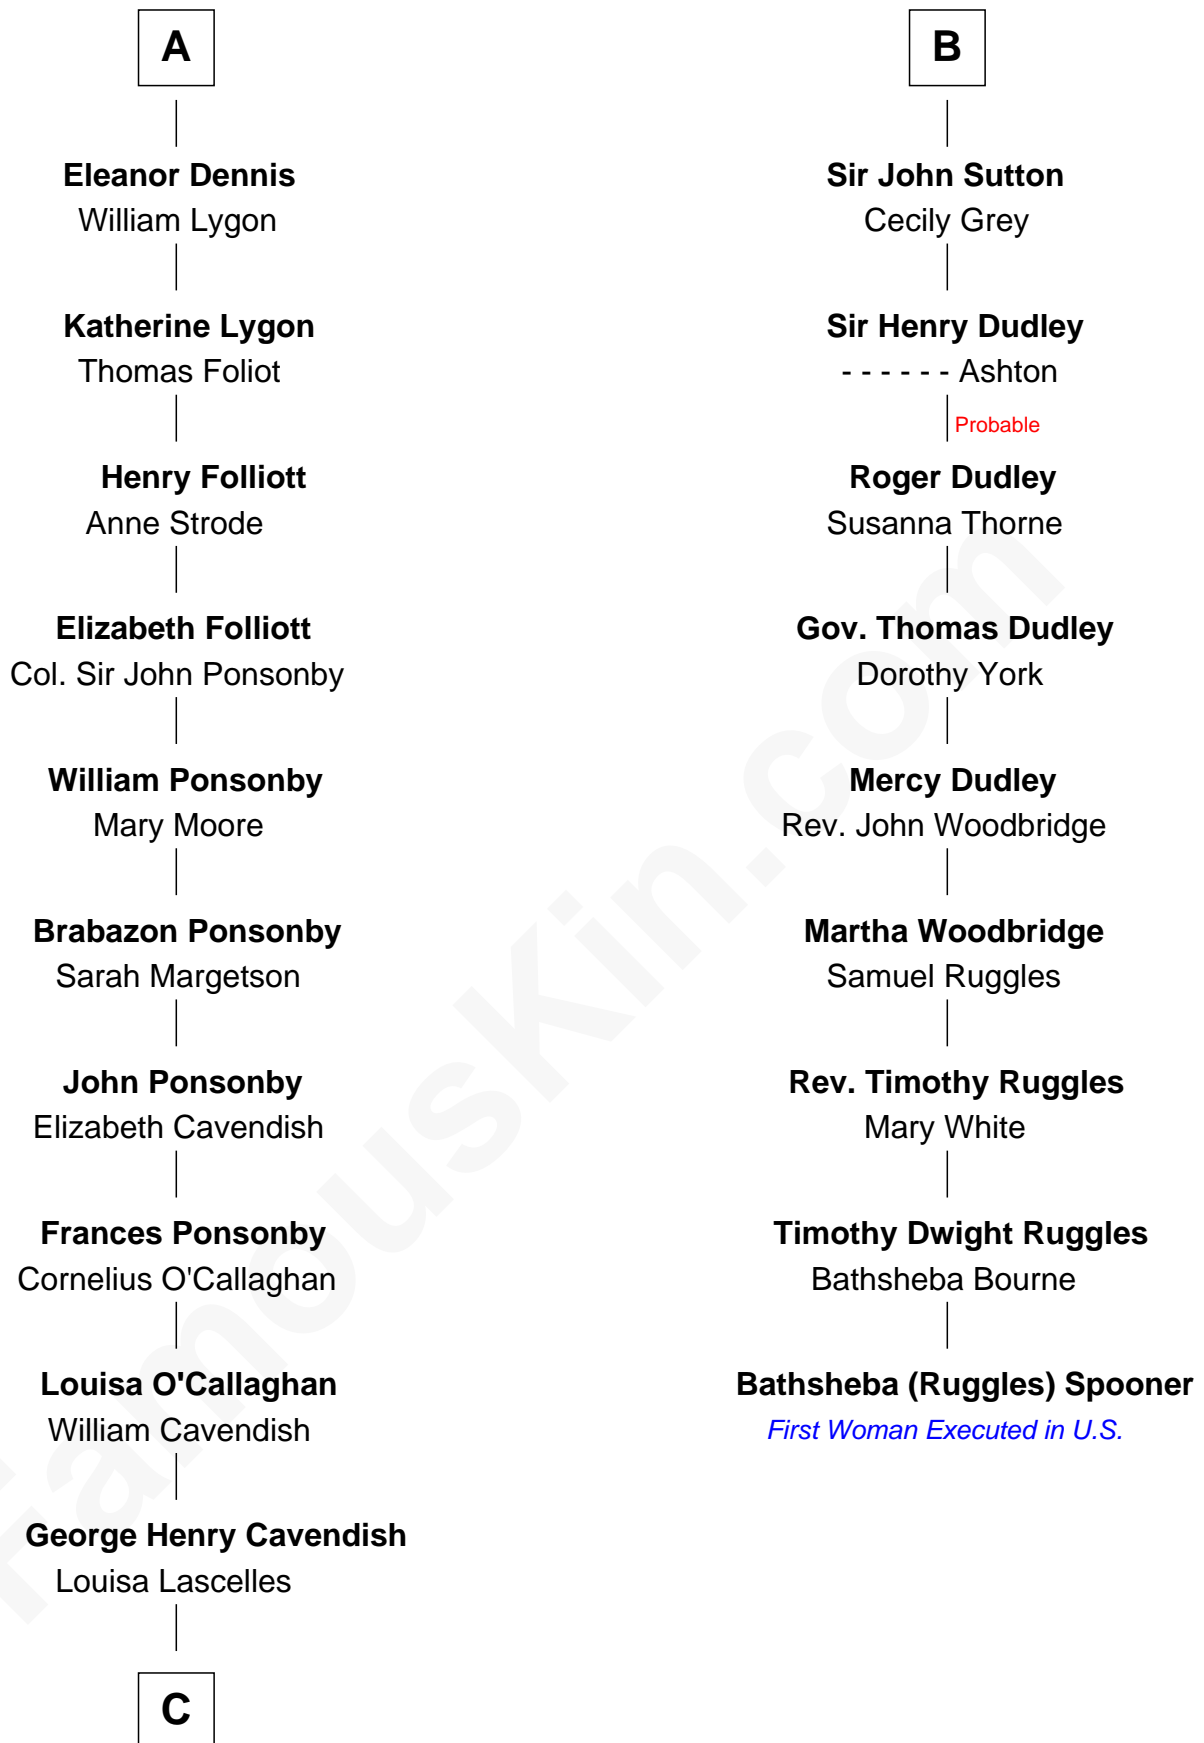 A
Eleanor Dennis
William Lygon
Katherine Lygon
Thomas Foliot
Henry Folliott
Anne Strode
Elizabeth Folliott
Col. Sir John Ponsonby
William Ponsonby
Mary Moore
Brabazon Ponsonby
Sarah Margetson
John Ponsonby
Elizabeth Cavendish
Frances Ponsonby
Cornelius O'Callaghan
Louisa O'Callaghan
William Cavendish
George Henry Cavendish
Louisa Lascelles
C
B
Sir John Sutton
Cecily Grey
Sir Henry Dudley
- - - - - - Ashton
Probable
Roger Dudley
Susanna Thorne
Gov. Thomas Dudley
Dorothy York
Mercy Dudley
Rev. John Woodbridge
Martha Woodbridge
Samuel Ruggles
Rev. Timothy Ruggles
Mary White
Timothy Dwight Ruggles
Bathsheba Bourne
Bathsheba (Ruggles) Spooner
First Woman Executed in U.S.
FamousKin.com